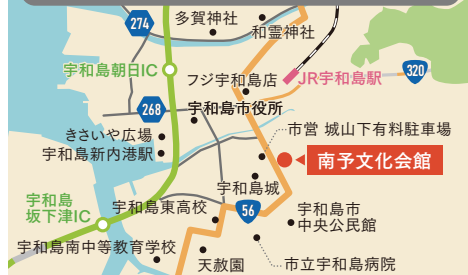 多賀神社
274
和霊神社
宇和島朝日IC
フジ宇和島店
JR宇和島駅
320
268
宇和島市役所
きさいや広場
市営 城山下有料駐車場
宇和島新内港駅
南予文化会館
宇和島城
宇和島
坂下津IC
宇和島東高校
56
宇和島市
中央公民館
宇和島南中等教育学校
天赦園
市立宇和島病院